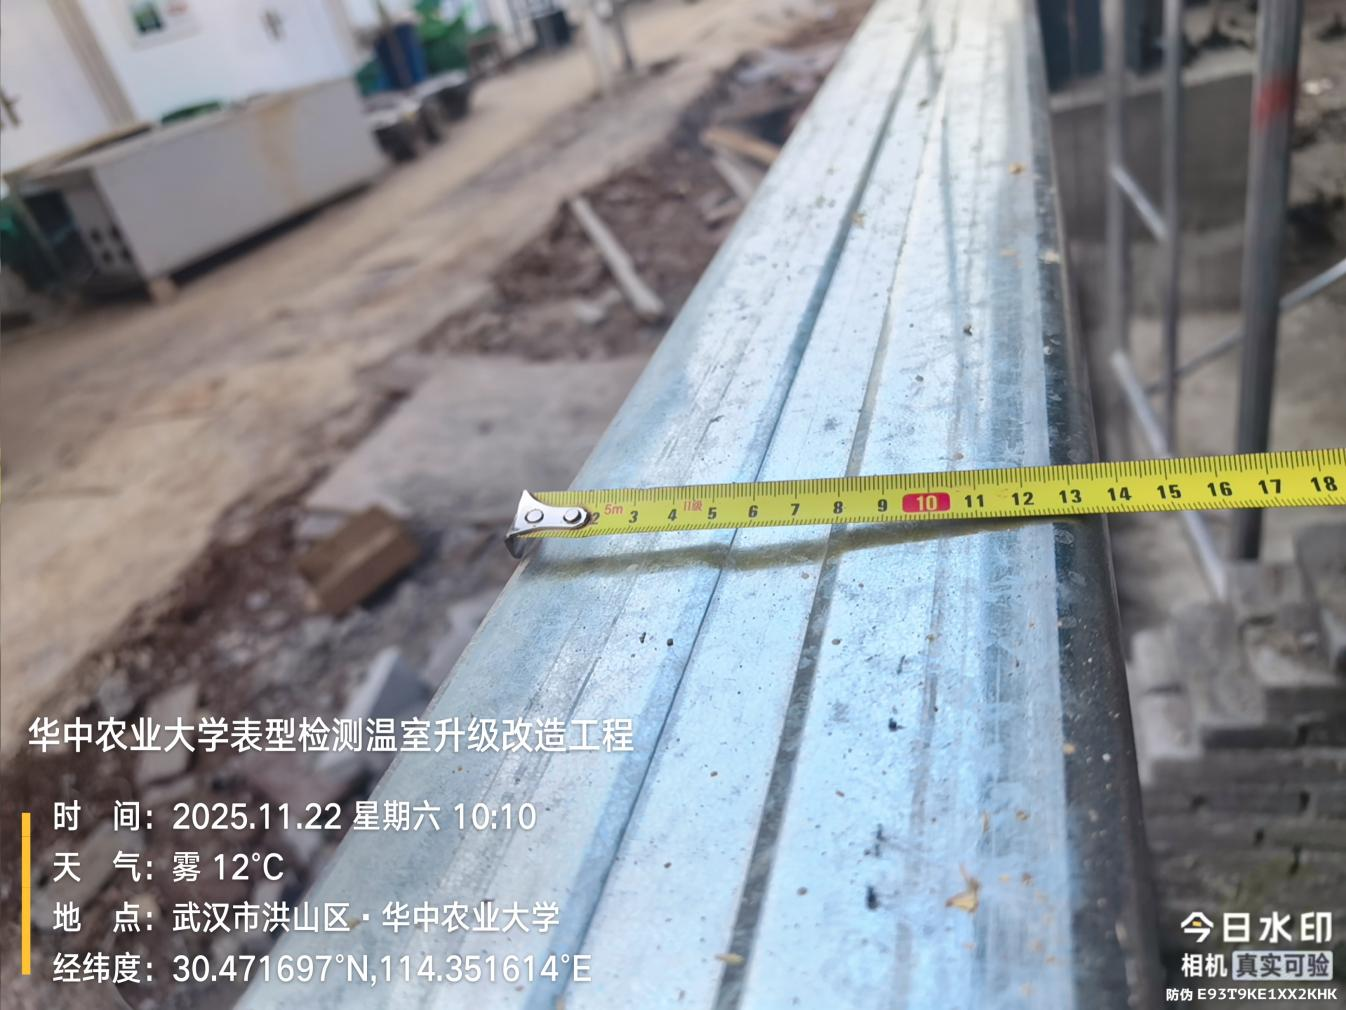 2 5m 3 4 II级 5 6 7 8 9 10 11 12 13 14 15 16 17 18
华中农业大学表型检测温室升级改造工程
时 间：2025.11.22 星期六 10:10
天 气：雾 12℃
地 点：武汉市洪山区·华中农业大学
经纬度：30.471697°N,114.351614°E
今日水印
相机 真实可验
防伪 E93T9KE1XX2KHK